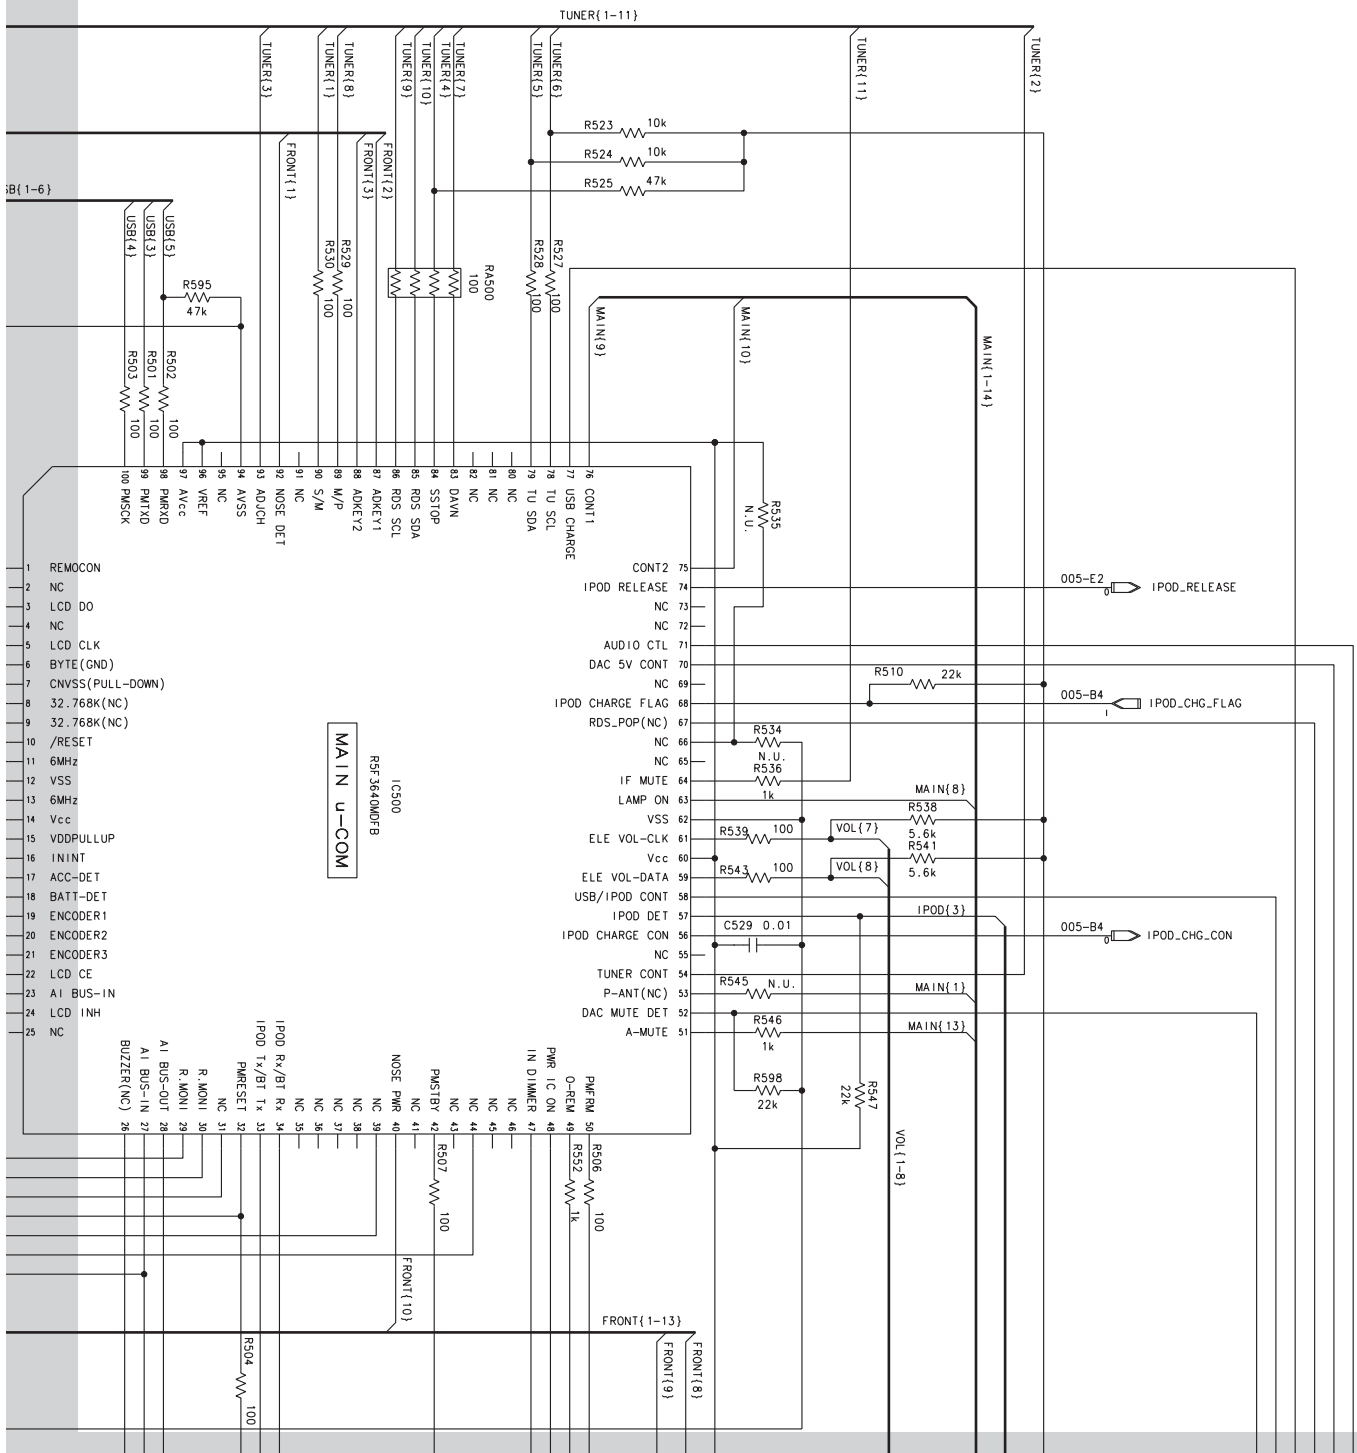 TUNER{1-11}
TUNER{3}
TUNER{1}
TUNER{8}
TUNER{9}
TUNER{10}
TUNER{4}
TUNER{7}
TUNER{5}
TUNER{6}
TUNER{11}
TUNER{2}
R523 10k
R524 10k
R525 47k
FRONT{1}
FRONT{3}
FRONT{2}
SB{1-6}
USB{4}
USB{3}
USB{5}
R595
47k
R530
100
R529
100
RA500
100
R528
100
R527
100
MAIN{9}
MAIN{10}
MAIN{1-14}
R503
100
R501
100
R502
100
R535
N.U.
100 PMSCK
99 PMTXD
98 PMRXD
97 AVcc
96 VREF
95 NC
94 AVSS
93 ADJCH
92 NOSE DET
91 NC
90 S/M
89 M/P
88 ADKEY2
87 ADKEY1
86 RDS SCL
85 RDS SDA
84 SSTOP
83 DAVN
82 NC
81 NC
80 NC
79 TU SDA
78 TU SCL
77 USB CHARGE
76 CONT1
1 REMOCON
2 NC
3 LCD DO
4 NC
5 LCD CLK
6 BYTE(GND)
7 CNVSS(PULL-DOWN)
8 32.768K(NC)
9 32.768K(NC)
10 /RESET
11 6MHz
12 VSS
13 6MHz
14 Vcc
15 VDDPULLUP
16 ININT
17 ACC-DET
18 BATT-DET
19 ENCODER1
20 ENCODER2
21 ENCODER3
22 LCD CE
23 AI BUS-IN
24 LCD INH
25 NC
IC500
R5F3640MDFB
MAIN u-COM
CONT2 75
IPOD RELEASE 74
NC 73
NC 72
AUDIO CTL 71
DAC 5V CONT 70
NC 69
IPOD CHARGE FLAG 68
RDS_POP(NC) 67
NC 66
NC 65
IF MUTE 64
LAMP ON 63
VSS 62
ELE VOL-CLK 61
Vcc 60
ELE VOL-DATA 59
USB/IPOD CONT 58
IPOD DET 57
IPOD CHARGE CON 56
NC 55
TUNER CONT 54
P-ANT(NC) 53
DAC MUTE DET 52
A-MUTE 51
005-E2
0
IPOD_RELEASE
R510 22k
005-B4
1
IPOD_CHG_FLAG
R534
N.U.
R536
1k
MAIN{8}
R538
5.6k
R539 100
VOL{7}
R541
5.6k
R543 100
VOL{8}
IPOD{3}
C529 0.01
005-B4
0
IPOD_CHG_CON
R545 N.U.
MAIN{1}
R546
1k
MAIN{13}
R598
22k
R547
22k
VOL{1-8}
BUZZER(NC) 26
AI BUS-IN 27
AI BUS-OUT 28
R.MONI 29
R.MONI 30
NC 31
PMRESET 32
IPOD Tx/BT Tx 33
IPOD Rx/BT Rx 34
NC 35
NC 36
NC 37
NC 38
NC 39
NOSE PWR 40
NC 41
PMSTBY 42
NC 43
NC 44
NC 45
NC 46
IN DIMMER 47
PWR IC ON 48
O-REM 49
PMFRM 50
R507
100
R552
1k
R506
100
FRONT{10}
FRONT{1-13}
FRONT{9}
FRONT{8}
R504
100